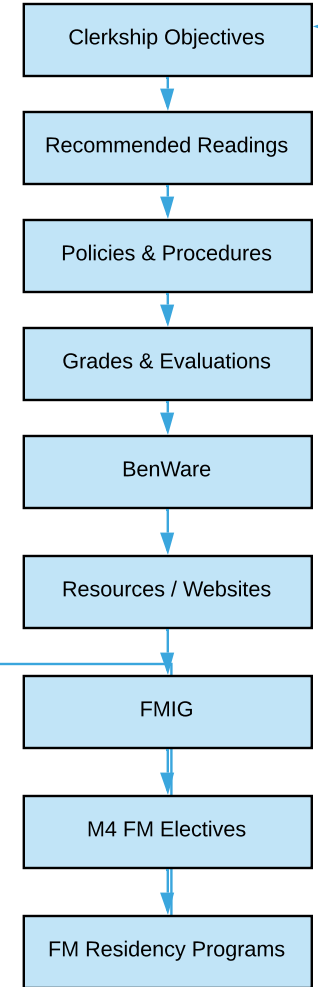 Clerkship Objectives
Recommended Readings
Policies & Procedures
Grades & Evaluations
BenWare
Resources / Websites
FMIG
M4 FM Electives
FM Residency Programs